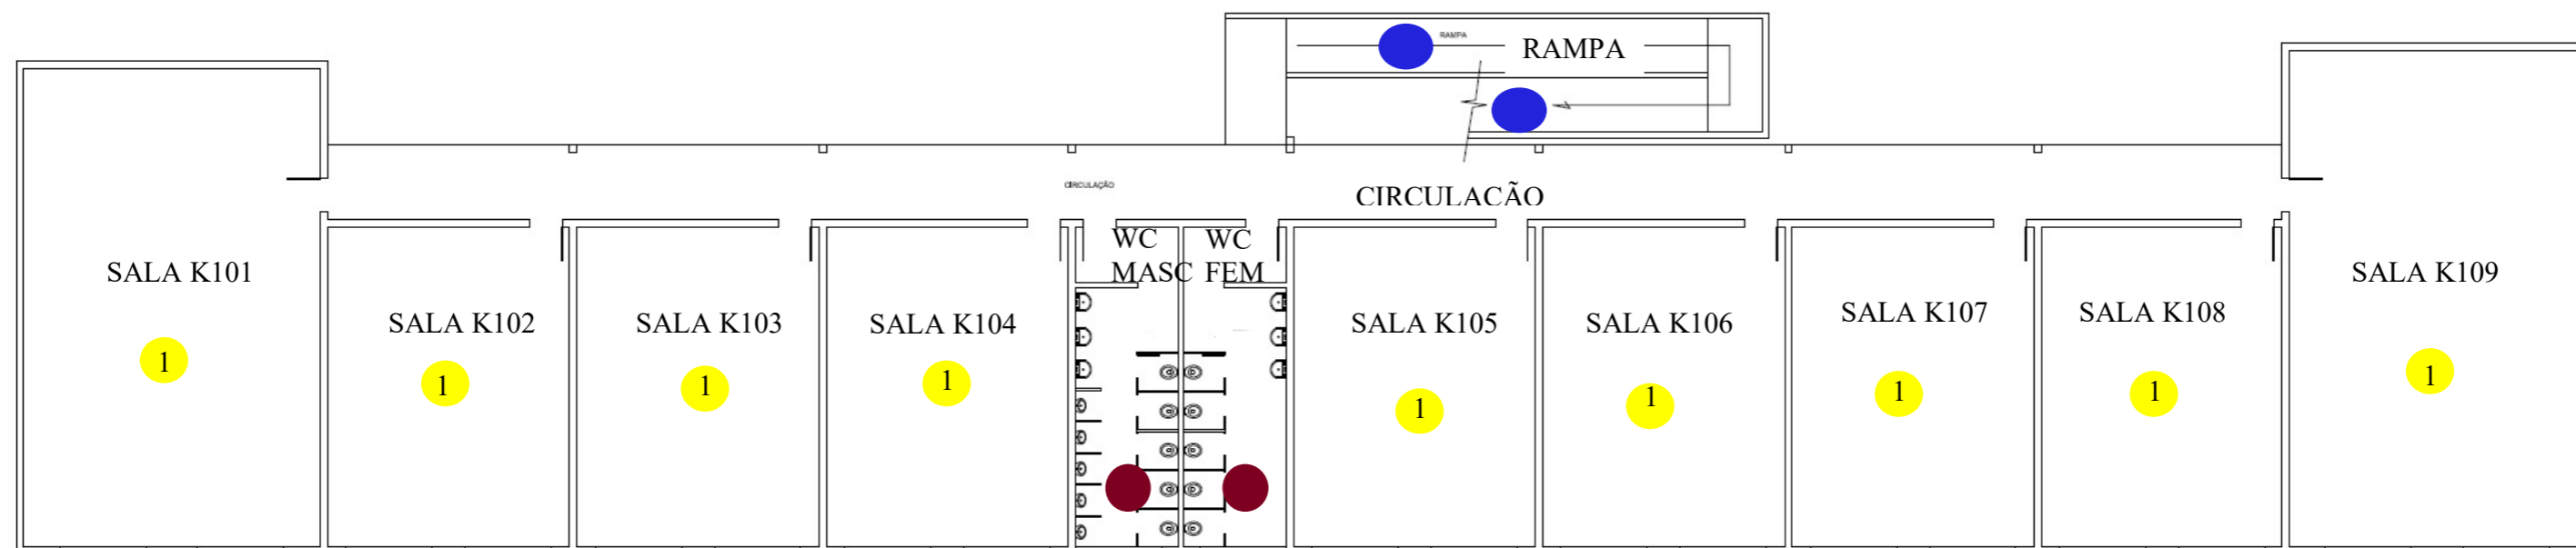 RAMPA
RAMPA
CIRCULAÇÃO
CIRCULAÇÃO
WC
MASC
WC
FEM
SALA K101
1
SALA K102
1
SALA K103
1
SALA K104
1
SALA K105
1
SALA K106
1
SALA K107
1
SALA K108
1
SALA K109
1